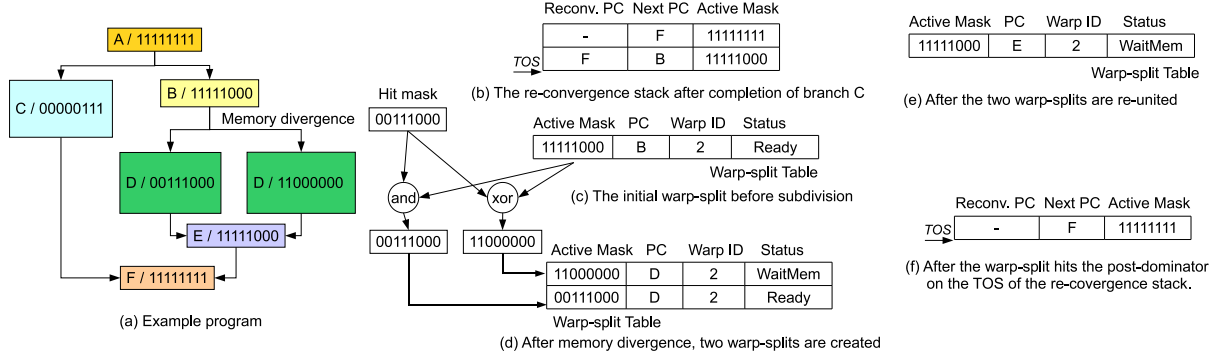 A / 11111111
C / 00000111
B / 11111000
Memory divergence
D / 00111000
D / 11000000
E / 11111000
F / 11111111
(a) Example program
Reconv. PC Next PC Active Mask
- F 11111111
F B 11111000
TOS
(b) The re-convergence stack after completion of branch C
Hit mask
00111000
Active Mask PC Warp ID Status
11111000 B 2 Ready
Warp-split Table
(c) The initial warp-split before subdivision
and
xor
00111000
11000000
Active Mask PC Warp ID Status
11000000 D 2 WaitMem
00111000 D 2 Ready
Warp-split Table
(d) After memory divergence, two warp-splits are created
Active Mask PC Warp ID Status
11111000 E 2 WaitMem
Warp-split Table
(e) After the two warp-splits are re-united
Reconv. PC Next PC Active Mask
TOS
- F 11111111
(f) After the warp-split hits the post-dominator
on the TOS of the re-covergence stack.